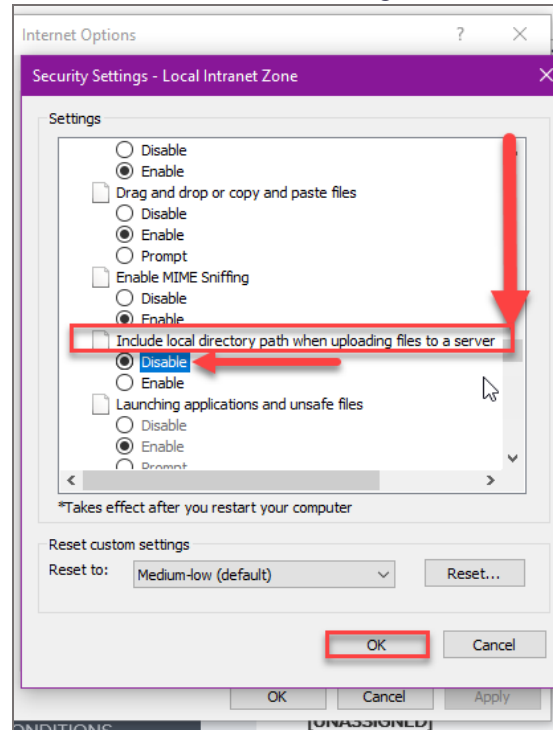 Internet Options ? ×
Security Settings - Local Intranet Zone ×
Settings
Disable
Enable
Drag and drop or copy and paste files
Disable
Enable
Prompt
Enable MIME Sniffing
Disable
Enable
Include local directory path when uploading files to a server
Disable
Enable
Launching applications and unsafe files
Disable
Enable
Prompt
*Takes effect after you restart your computer
Reset custom settings
Reset to: Medium-low (default) Reset...
OK Cancel
OK Cancel Apply
ONDITIONS [UNASSIGNED]